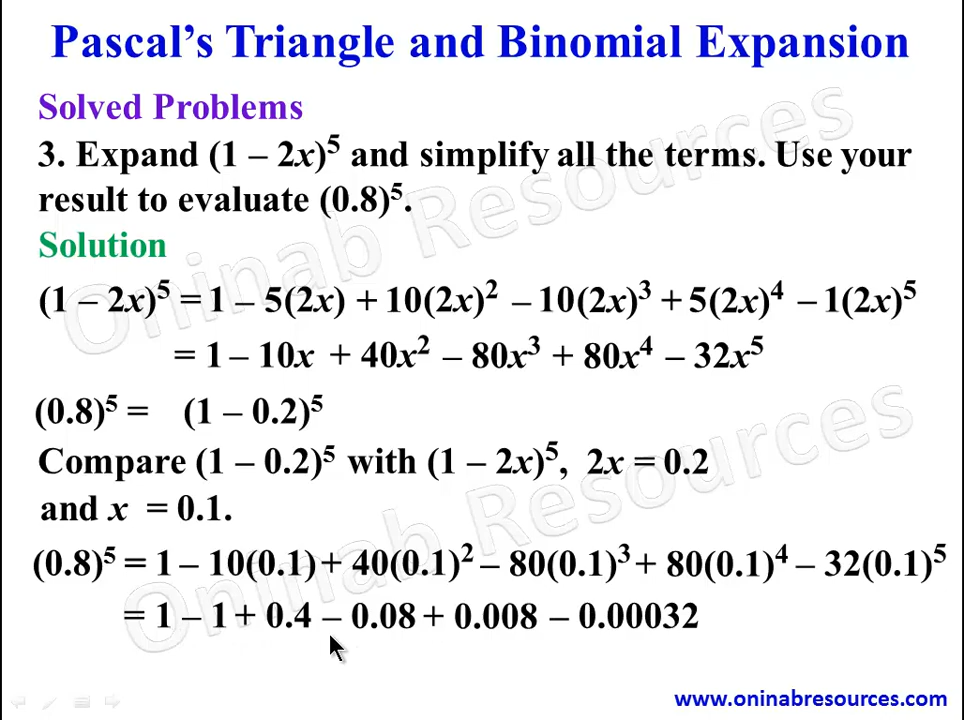 Pascal's Triangle and Binomial Expansion
Solved Problems
3. Expand (1 – 2x)⁵ and simplify all the terms. Use your
result to evaluate (0.8)⁵.
Solution
(1 – 2x)⁵ = 1 – 5(2x) + 10(2x)² – 10(2x)³ + 5(2x)⁴ – 1(2x)⁵
= 1 – 10x + 40x² – 80x³ + 80x⁴ – 32x⁵
(0.8)⁵ = (1 – 0.2)⁵
Compare (1 – 0.2)⁵ with (1 – 2x)⁵, 2x = 0.2
and x = 0.1.
(0.8)⁵ = 1 – 10(0.1) + 40(0.1)² – 80(0.1)³ + 80(0.1)⁴ – 32(0.1)⁵
= 1 – 1 + 0.4 – 0.08 + 0.008 – 0.00032
www.oninabresources.com
Oninab Resources
Oninab Resources